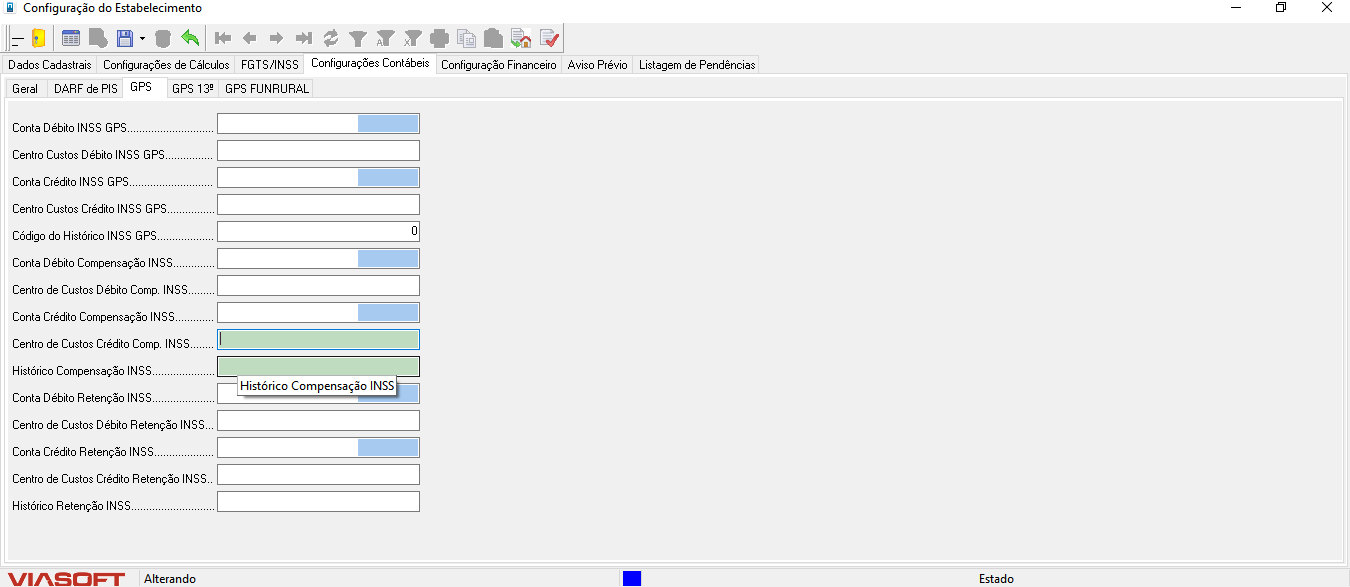 Configuração do Estabelecimento
Dados Cadastrais Configurações de Cálculos FGTS/INSS Configurações Contábeis Configuração Financeiro Aviso Prévio Listagem de Pendências
Geral DARF de PIS GPS GPS 13º GPS FUNRURAL
Conta Débito INSS GPS
Centro Custos Débito INSS GPS
Conta Crédito INSS GPS
Centro Custos Crédito INSS GPS
Código do Histórico INSS GPS 0
Conta Débito Compensação INSS
Centro de Custos Débito Comp. INSS
Conta Crédito Compensação INSS
Centro de Custos Crédito Comp. INSS
Histórico Compensação INSS
Histórico Compensação INSS
Conta Débito Retenção INSS
Centro de Custos Débito Retenção INSS
Conta Crédito Retenção INSS
Centro de Custos Crédito Retenção INSS
Histórico Retenção INSS
VIASOFT Alterando Estado